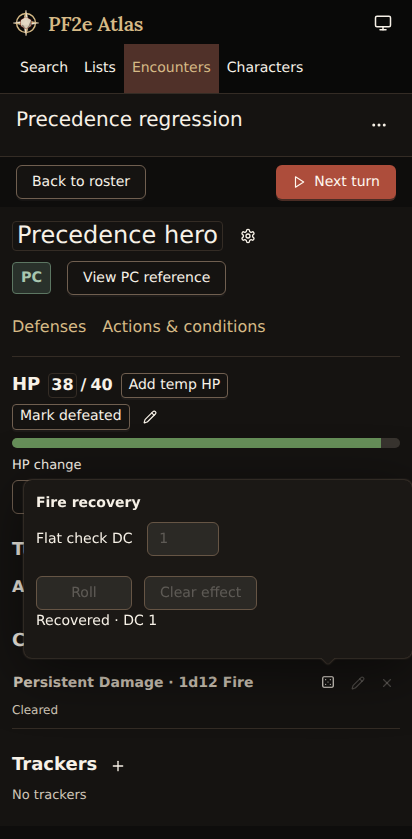 PF2e Atlas
Search Lists Encounters Characters
Precedence regression
...
Back to roster Next turn
Precedence hero
PC View PC reference
Defenses Actions & conditions
HP 38 / 40 Add temp HP
Mark defeated
HP change
Fire recovery
Flat check DC 1
T
Roll Clear effect
A
Recovered · DC 1
C
Persistent Damage · 1d12 Fire
Cleared
Trackers +
No trackers